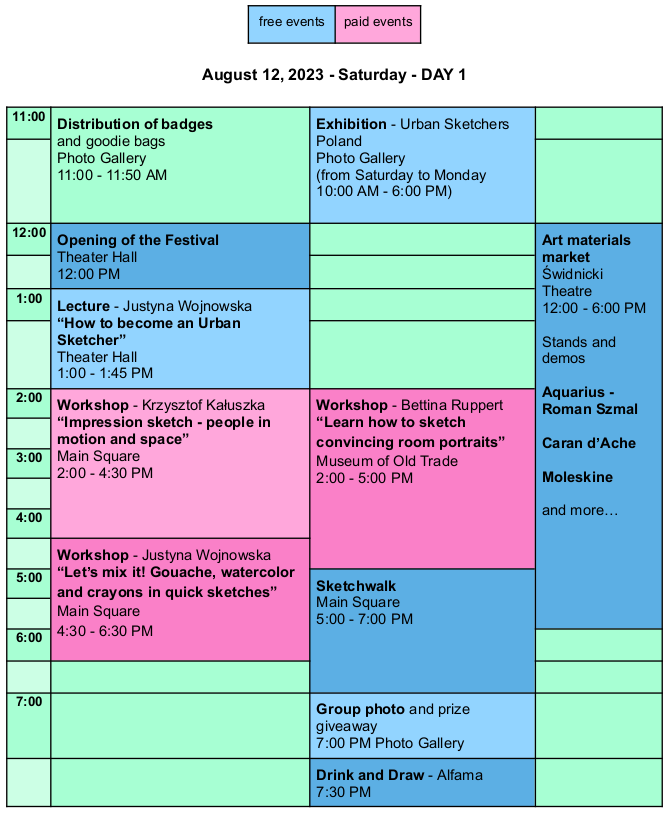 free events
paid events
August 12, 2023 - Saturday - DAY 1
11:00
Distribution of badges
and goodie bags
Photo Gallery
11:00 - 11:50 AM
Exhibition - Urban Sketchers
Poland
Photo Gallery
(from Saturday to Monday
10:00 AM - 6:00 PM)
12:00
Opening of the Festival
Theater Hall
12:00 PM
Art materials
market
Świdnicki
Theatre
12:00 - 6:00 PM
Stands and
demos
Aquarius -
Roman Szmal
Caran d’Ache
Moleskine
and more…
1:00
Lecture - Justyna Wojnowska
“How to become an Urban
Sketcher”
Theater Hall
1:00 - 1:45 PM
2:00
Workshop - Krzysztof Kałuszka
“Impression sketch - people in
motion and space”
Main Square
2:00 - 4:30 PM
Workshop - Bettina Ruppert
“Learn how to sketch
convincing room portraits”
Museum of Old Trade
2:00 - 5:00 PM
3:00
4:00
Workshop - Justyna Wojnowska
“Let’s mix it! Gouache, watercolor
and crayons in quick sketches”
Main Square
4:30 - 6:30 PM
5:00
Sketchwalk
Main Square
5:00 - 7:00 PM
6:00
7:00
Group photo and prize
giveaway
7:00 PM Photo Gallery
Drink and Draw - Alfama
7:30 PM